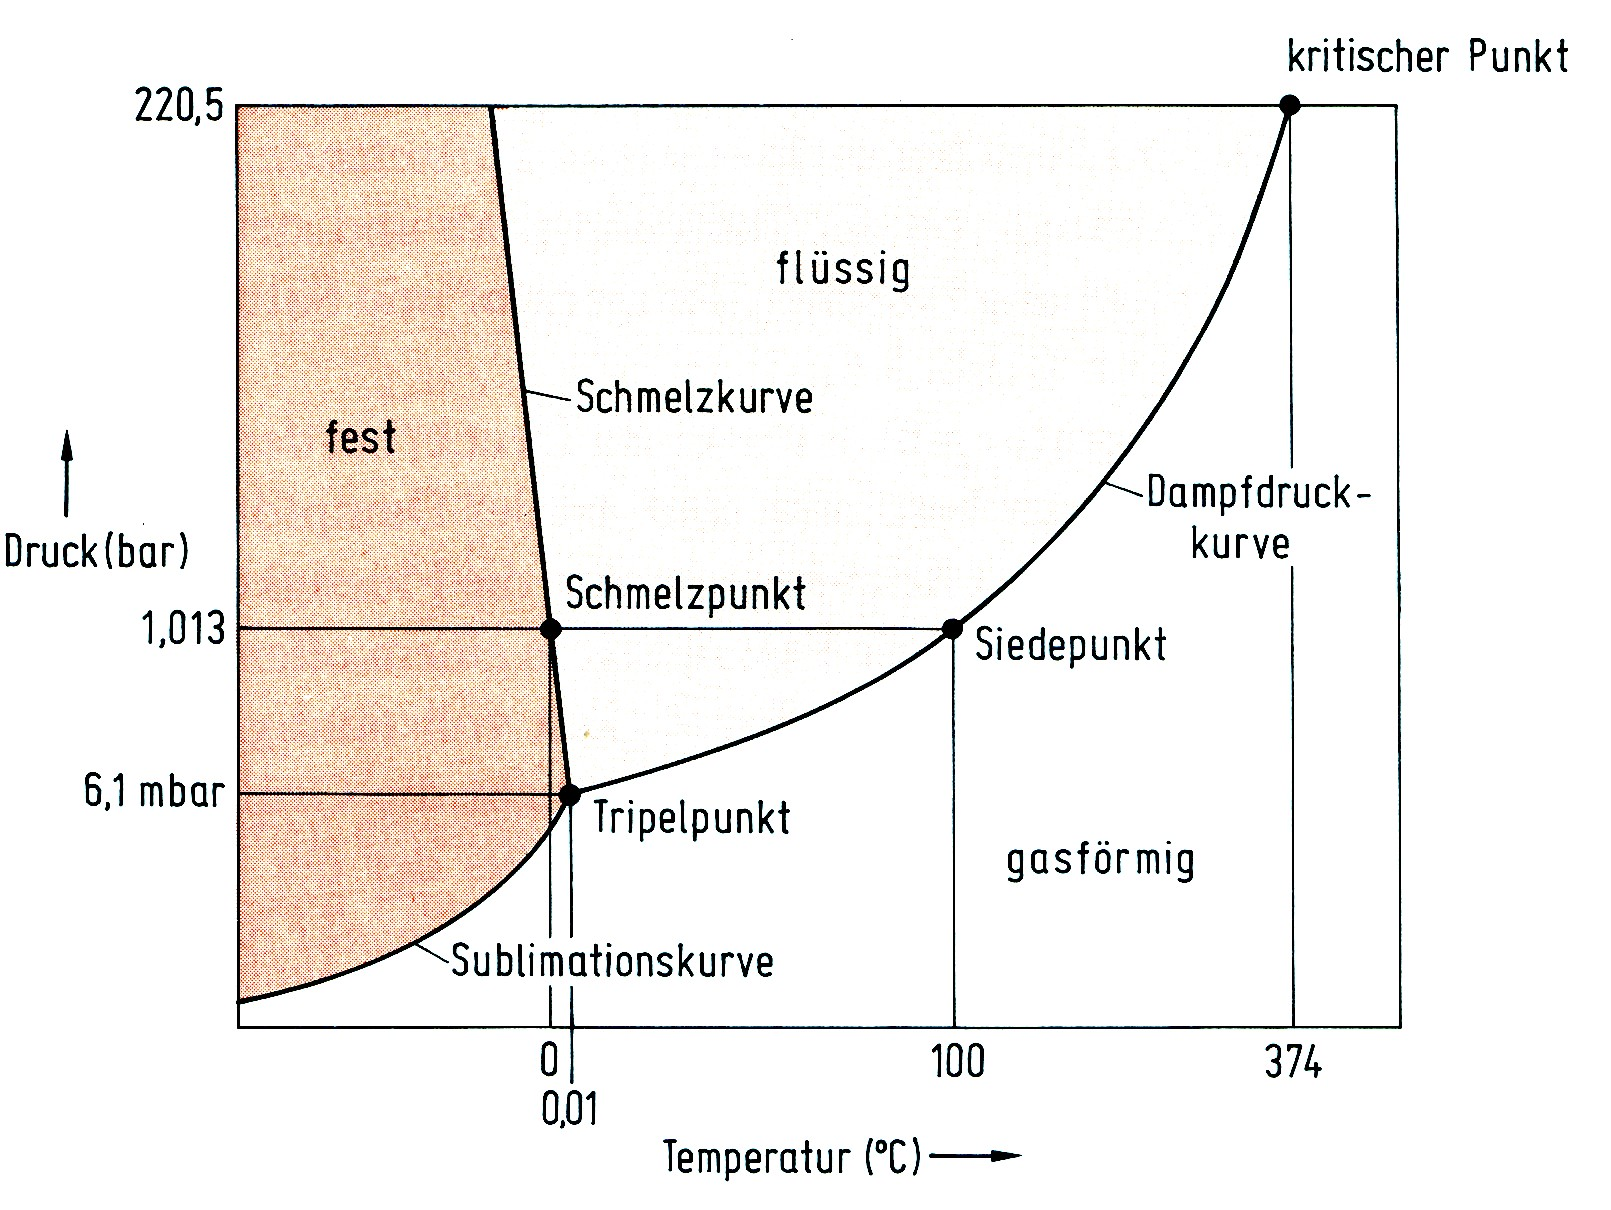 kritischer Punkt
220,5
flüssig
Schmelzkurve
fest
Dampfdruck-
kurve
Druck(bar)
Schmelzpunkt
1,013
Siedepunkt
6,1 mbar
Tripelpunkt
gasförmig
Sublimationskurve
0
100
374
0,01
Temperatur (°C)